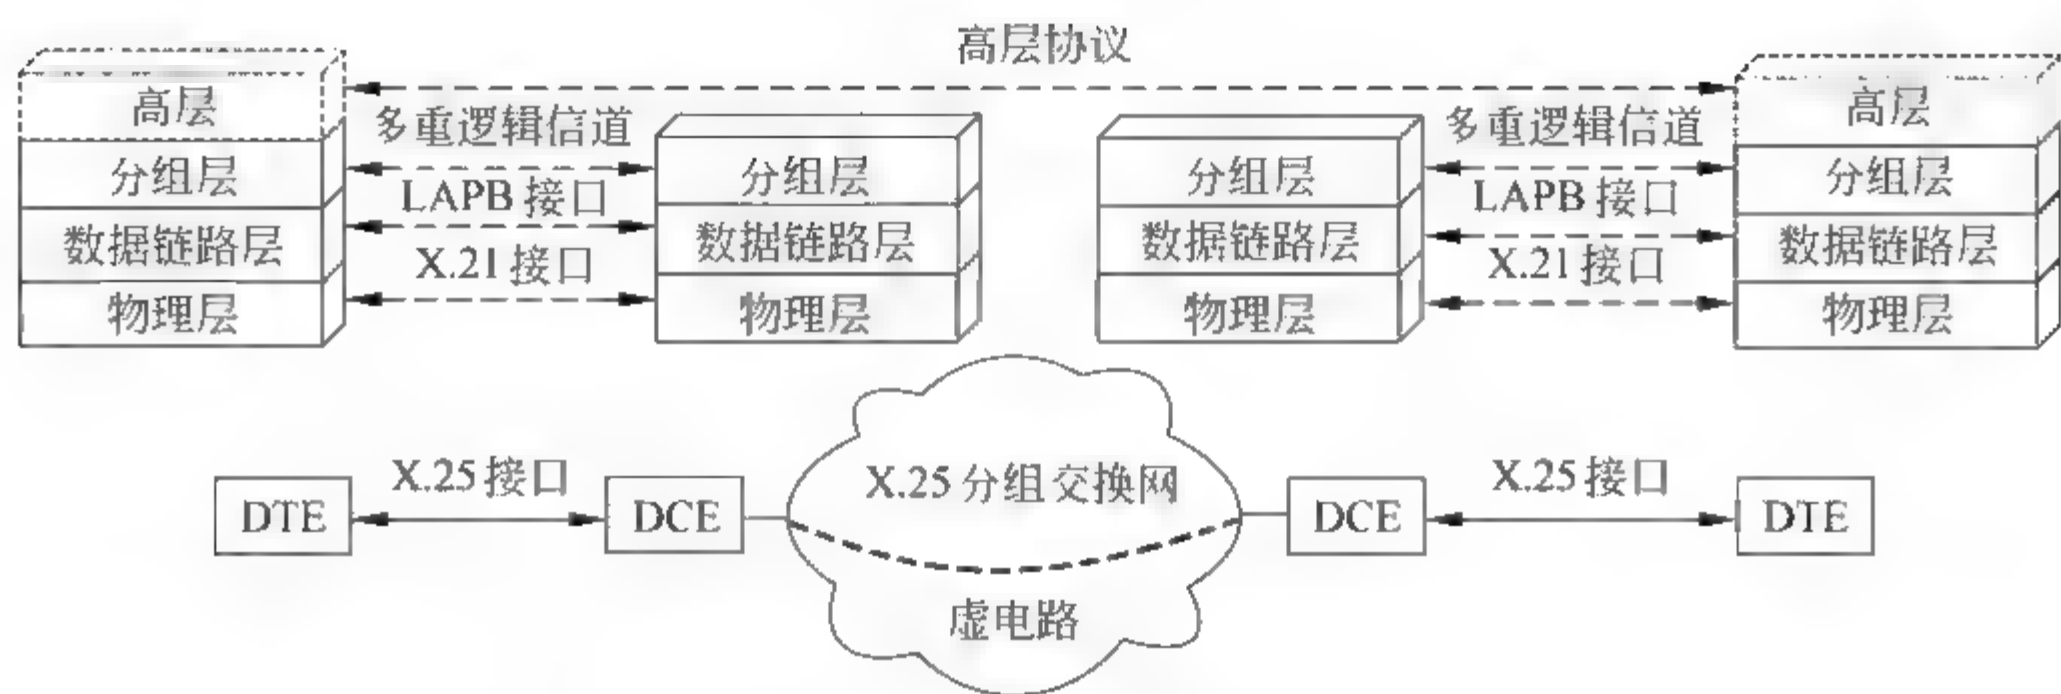 高层协议
高层
多重逻辑信道
多重逻辑信道
高层
分组层
分组层
分组层
分组层
LAPB 接口
LAPB 接口
数据链路层
数据链路层
数据链路层
数据链路层
X.21 接口
X.21 接口
物理层
物理层
物理层
物理层
X.25 接口
X.25 分组交换网
X.25 接口
DTE
DCE
DCE
DTE
虚电路